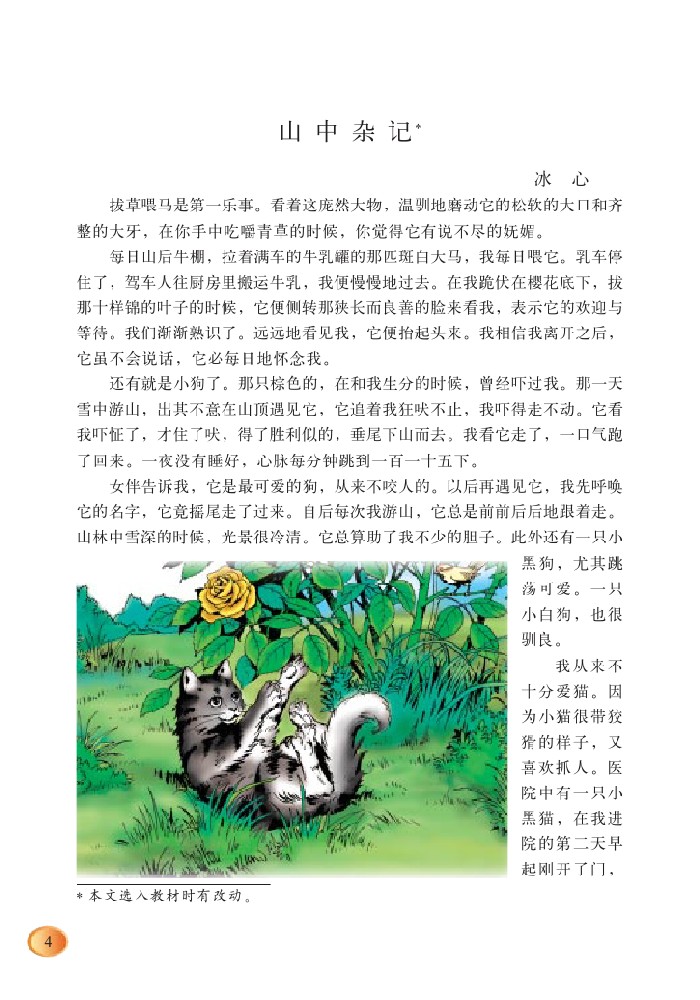 山中杂记*
冰 心
拔草喂马是第一乐事。看着这庞然大物，温驯地磨动它的松软的大口和齐
整的大牙，在你手中吃嚼青草的时候，你觉得它有说不尽的妩媚。
每日山后牛棚，拉着满车的牛乳罐的那匹斑白大马，我每日喂它。乳车停
住了，驾车人往厨房里搬运牛乳，我便慢慢地过去。在我跪伏在樱花底下，拔
那十样锦的叶子的时候，它便侧转那狭长而良善的脸来看我，表示它的欢迎与
等待。我们渐渐熟识了。远远地看见我，它便抬起头来。我相信我离开之后，
它虽不会说话，它必每日地怀念我。
还有就是小狗了。那只棕色的，在和我生分的时候，曾经吓过我。那一天
雪中游山，出其不意在山顶遇见它，它追着我狂吠不止，我吓得走不动。它看
我吓怔了，才住了吠，得了胜利似的，垂尾下山而去。我看它走了，一口气跑
了回来。一夜没有睡好，心脉每分钟跳到一百一十五下。
女伴告诉我，它是最可爱的狗，从来不咬人的。以后再遇见它，我先呼唤
它的名字，它竟摇尾走了过来。自后每次我游山，它总是前前后后地跟着走。
山林中雪深的时候，光景很冷清。它总算助了我不少的胆子。此外还有一只小
黑狗，尤其跳
荡可爱。一只
小白狗，也很
驯良。
我从来不
十分爱猫。因
为小猫很带狡
猾的样子，又
喜欢抓人。医
院中有一只小
黑猫，在我进
院的第二天早
起刚开了门，
*本文选入教材时有改动。
4